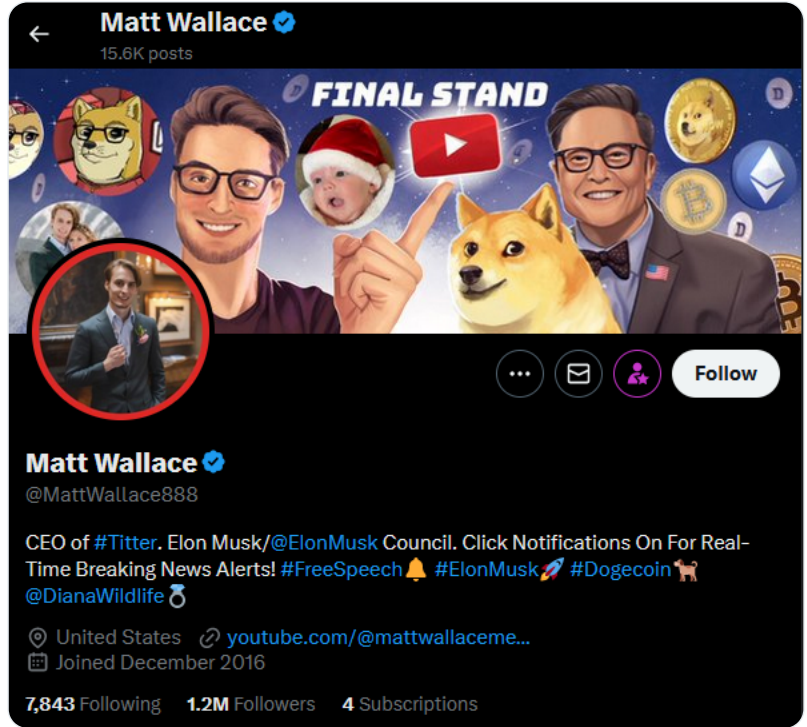 Matt Wallace
15.6K posts
FINAL STAND
Matt Wallace
@MattWallace888
Follow
CEO of #Titter. Elon Musk/@ElonMusk Council. Click Notifications On For Real-
Time Breaking News Alerts! #FreeSpeech🔔 #ElonMusk🚀 #Dogecoin🐕
@DianaWildlife💍
United States youtube.com/@mattwallaceme...
Joined December 2016
7,843 Following 1.2M Followers 4 Subscriptions